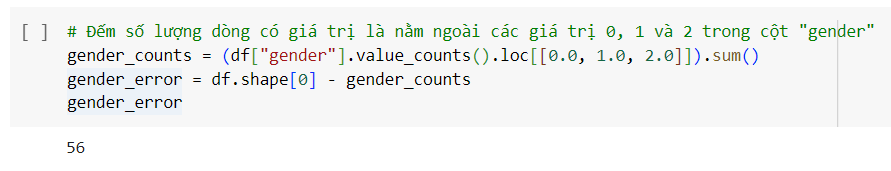 [ ] # Đếm số lượng dòng có giá trị là nằm ngoài các giá trị 0, 1 và 2 trong cột "gender"
gender_counts = (df["gender"].value_counts().loc[[0.0, 1.0, 2.0]]).sum()
gender_error = df.shape[0] - gender_counts
gender_error
56